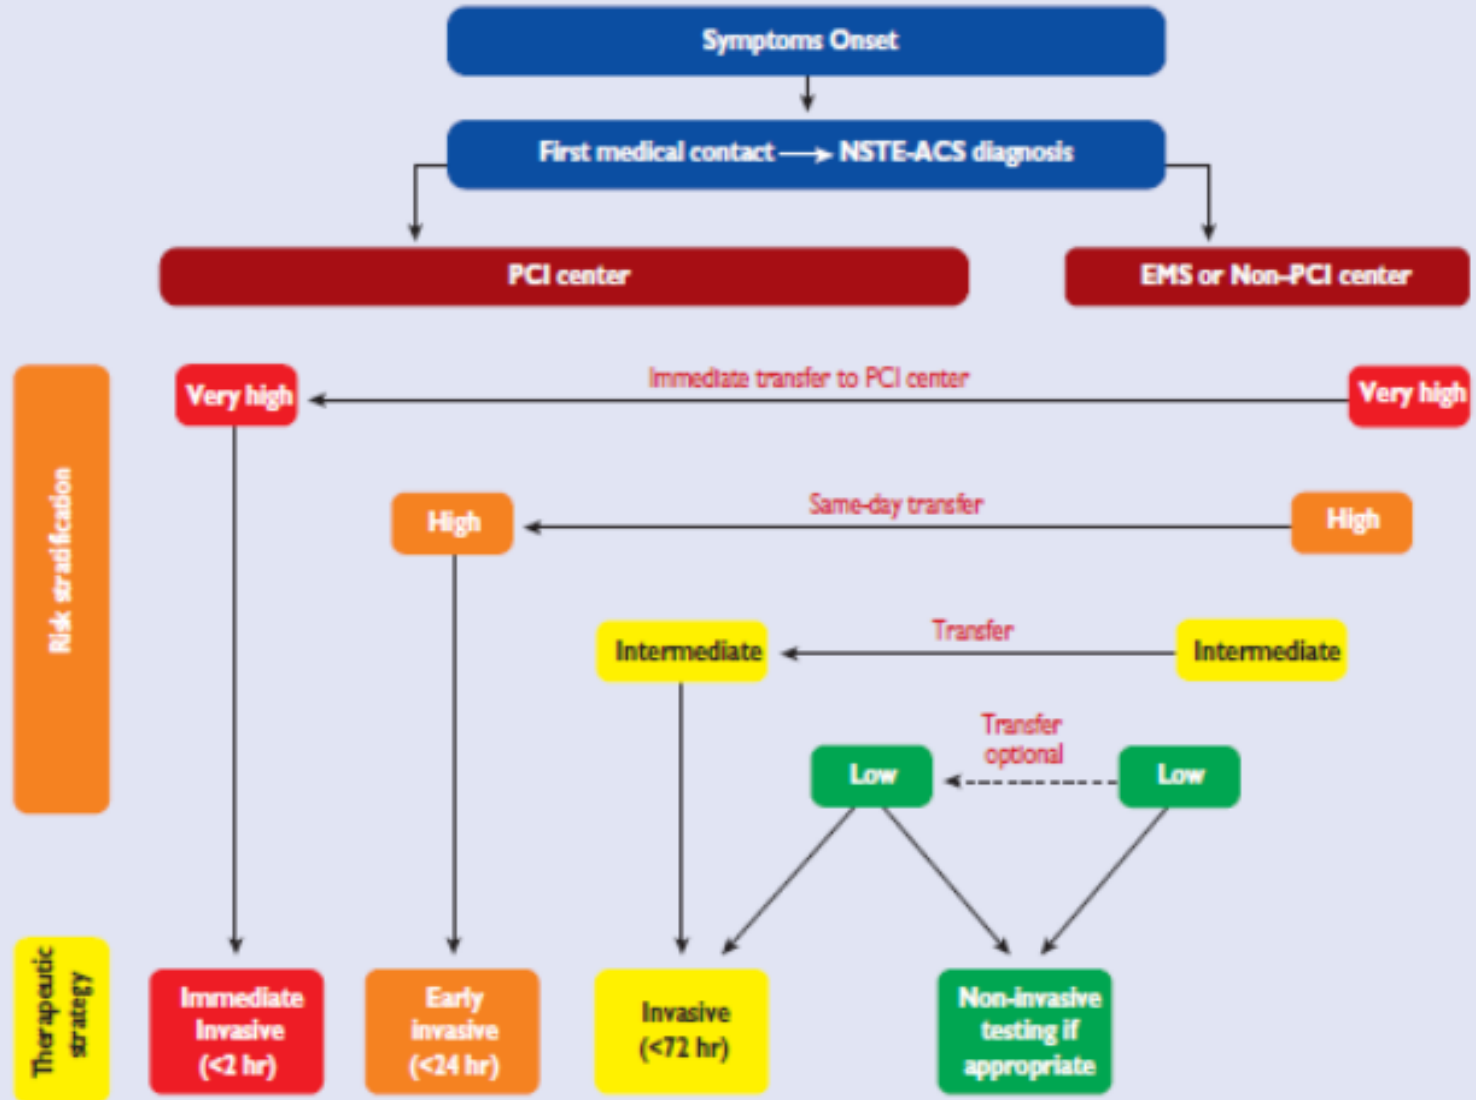 Symptoms Onset
First medical contact → NSTE-ACS diagnosis
PCI center
EMS or Non–PCI center
Risk stratification
Very high
Immediate transfer to PCI center
Very high
High
Same-day transfer
High
Intermediate
Transfer
Intermediate
Low
Transfer
optional
Low
Therapeutic
strategy
Immediate
Invasive
(<2 hr)
Early
invasive
(<24 hr)
Invasive
(<72 hr)
Non-invasive
testing if
appropriate